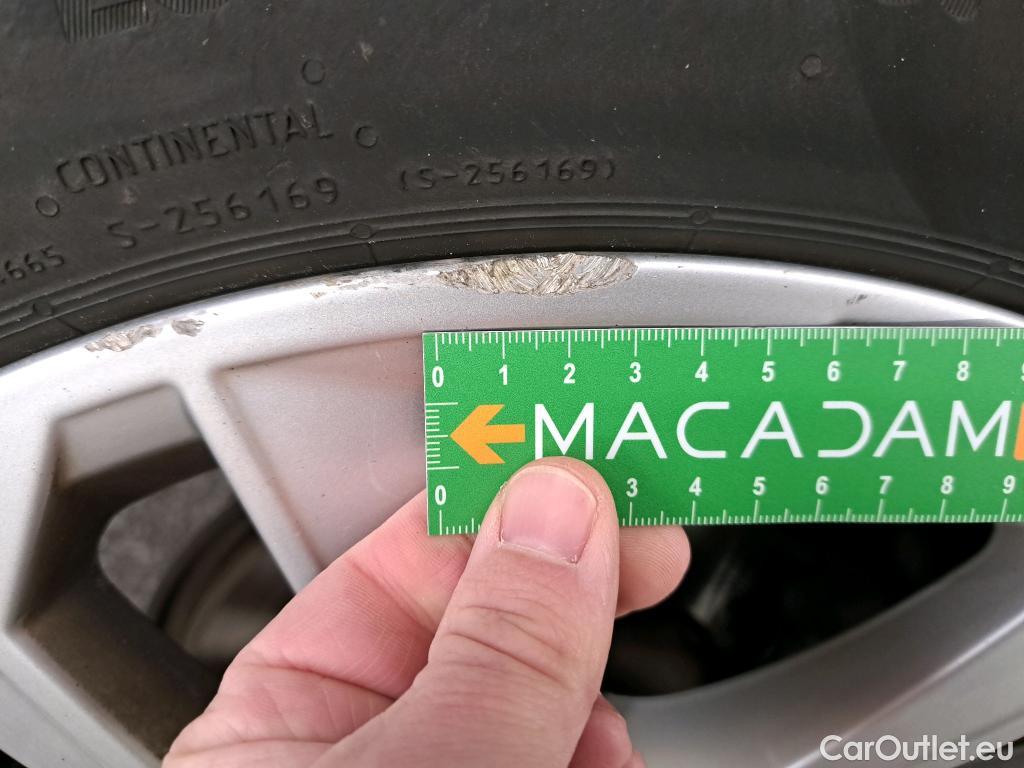 CONTINENTAL
S-256169 (S-256169)
0 1 2 3 4 5 6 7 8
MACADAM
0 3 4 5 6 7 8 9
CarOutlet.eu